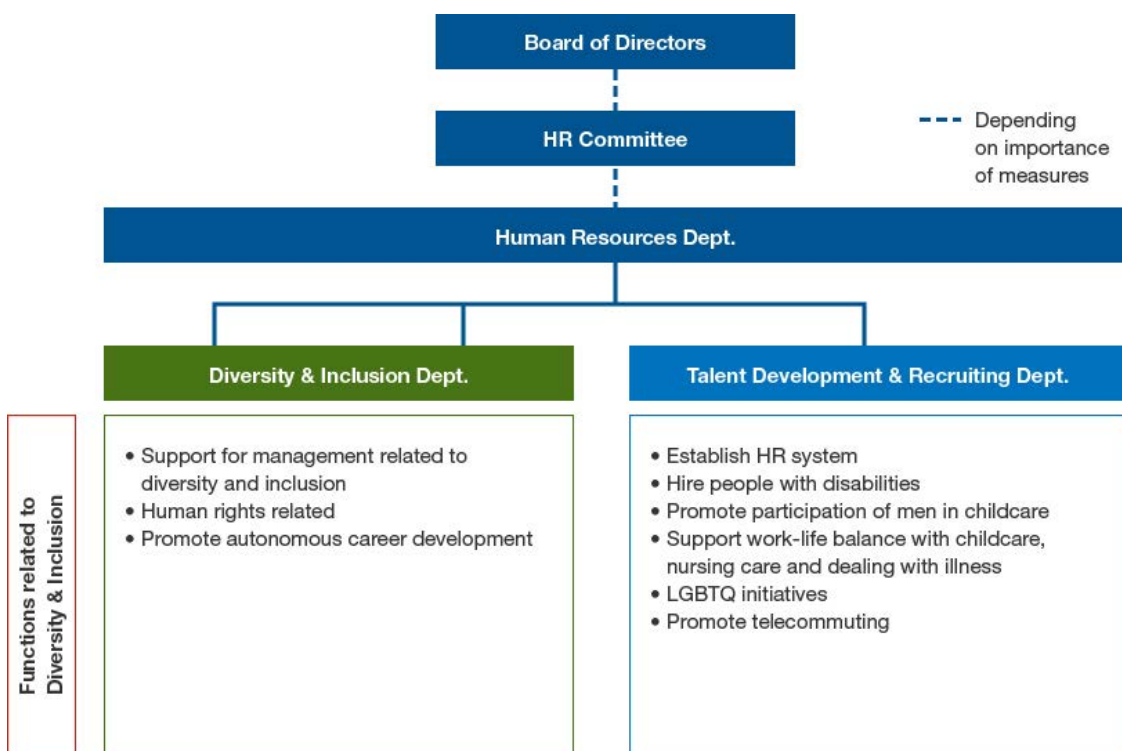 Board of Directors
HR Committee
Depending
on importance
of measures
Human Resources Dept.
Diversity & Inclusion Dept.
Talent Development & Recruiting Dept.
Functions related to
Diversity & Inclusion
• Support for management related to
diversity and inclusion
• Human rights related
• Promote autonomous career development
• Establish HR system
• Hire people with disabilities
• Promote participation of men in childcare
• Support work-life balance with childcare,
nursing care and dealing with illness
• LGBTQ initiatives
• Promote telecommuting